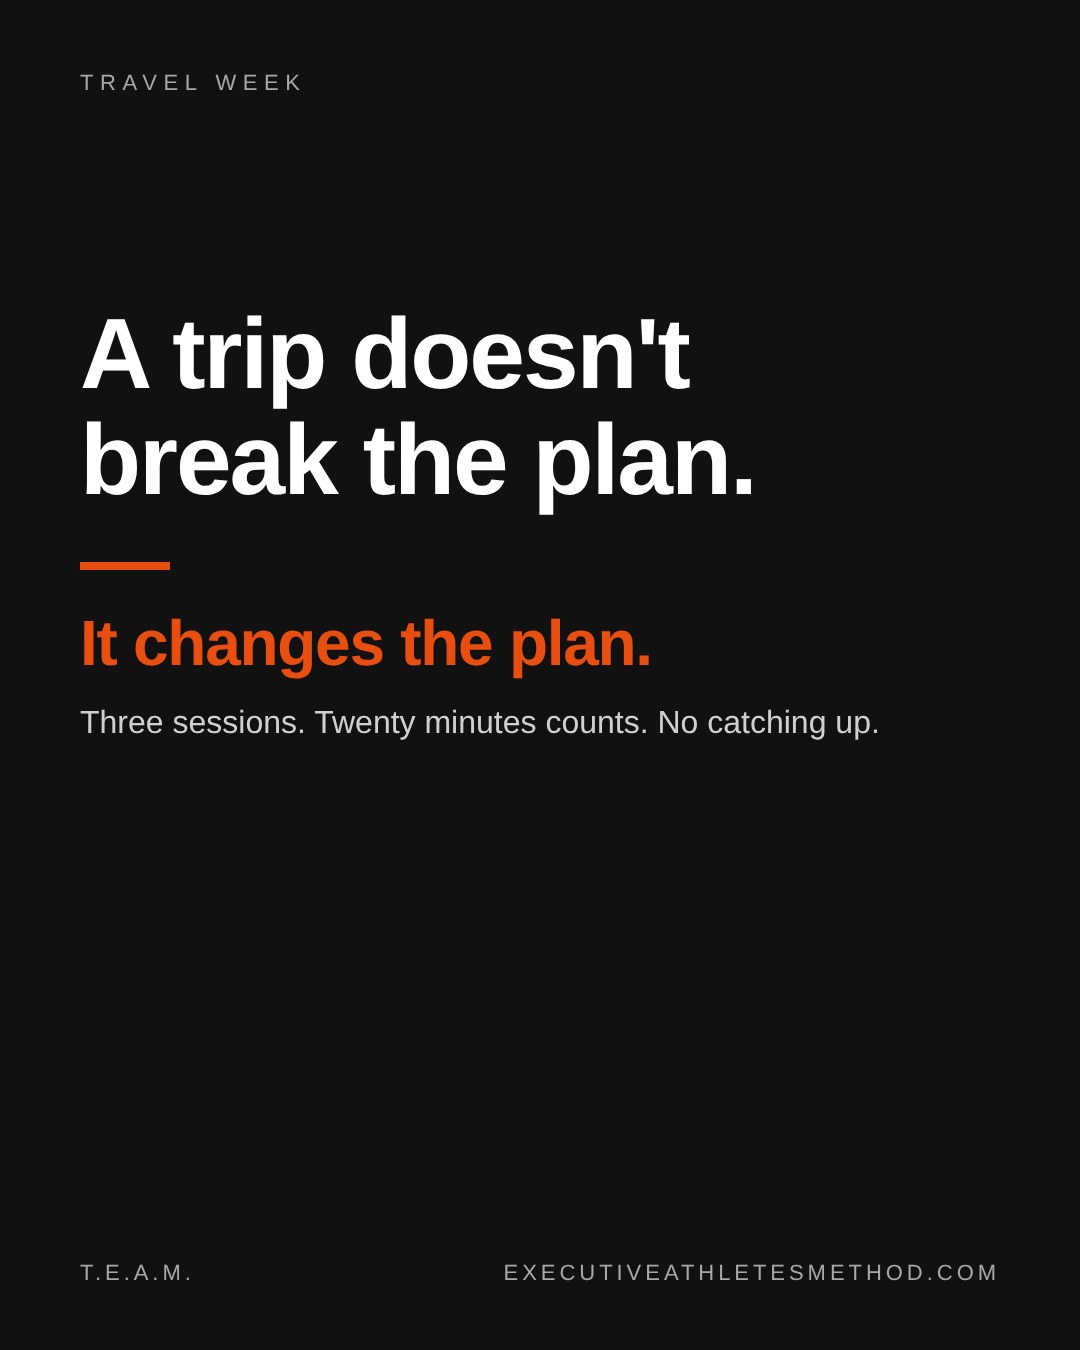 TRAVEL WEEK
A trip doesn't
break the plan.
It changes the plan.
Three sessions. Twenty minutes counts. No catching up.
T.E.A.M.
EXECUTIVEATHLETESMETHOD.COM